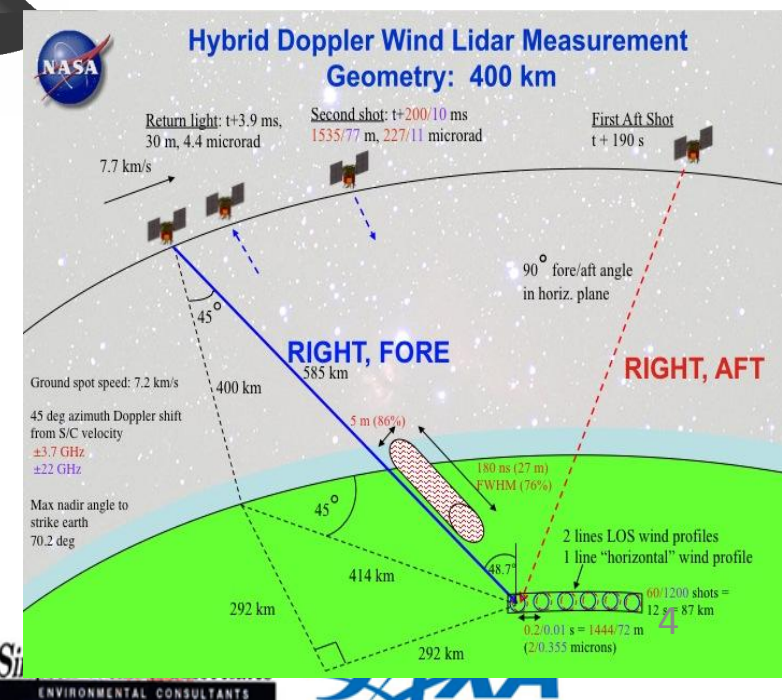 NASA
Hybrid Doppler Wind Lidar Measurement
Geometry: 400 km
Return light: t+3.9 ms,
30 m, 4.4 microrad
Second shot: t+200/10 ms
1535/77 m, 227/11 microrad
First Aft Shot
t + 190 s
7.7 km/s
90° fore/aft angle
in horiz. plane
45°
RIGHT, FORE
585 km
RIGHT, AFT
Ground spot speed: 7.2 km/s
400 km
45 deg azimuth Doppler shift
from S/C velocity
±3.7 GHz
±22 GHz
5 m (86%)
180 ns (27 m)
FWHM (76%)
Max nadir angle to
strike earth
70.2 deg
45°
2 lines LOS wind profiles
1 line “horizontal” wind profile
414 km
48.7°
60/1200 shots =
12 s = 87 km
4
292 km
0.2/0.01 s = 1444/72 m
(2/0.355 microns)
292 km
ENVIRONMENTAL CONSULTANTS